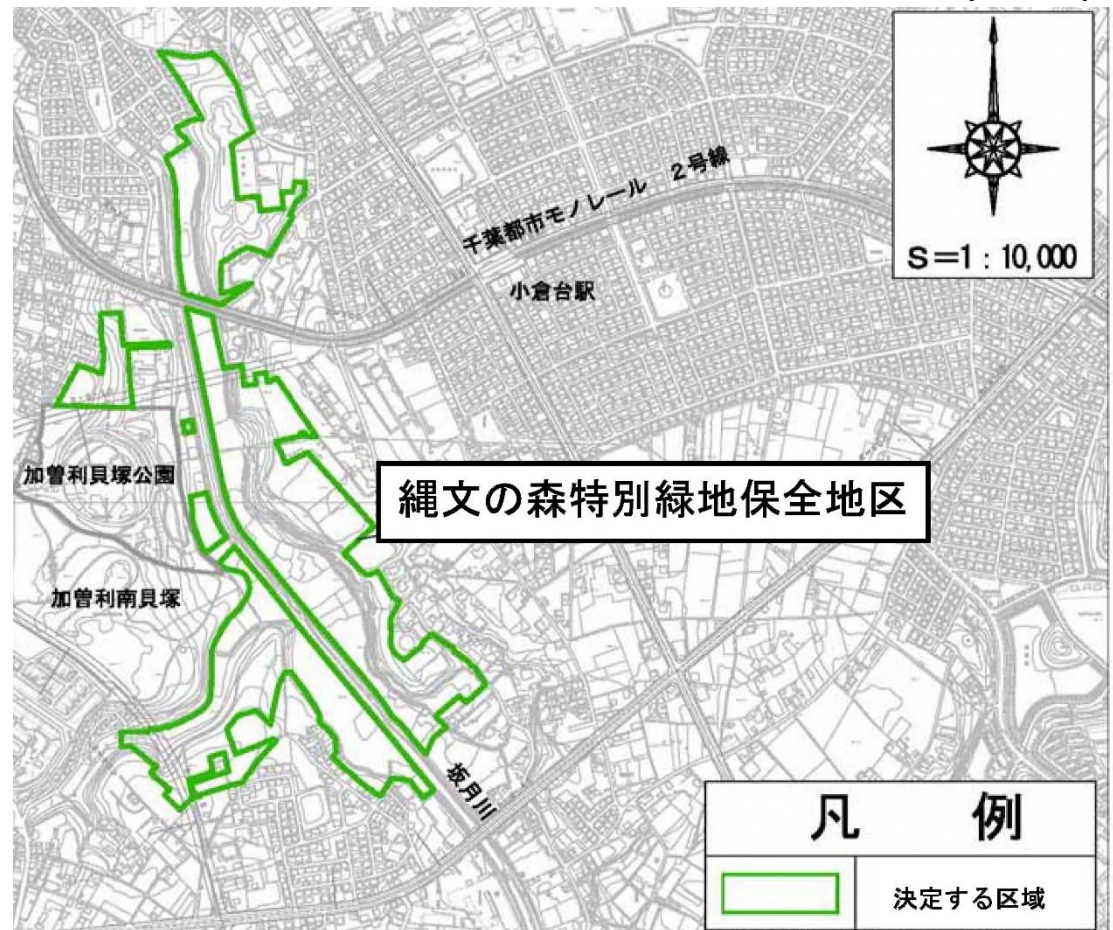 S=1:10,000
千葉都市モノレール 2号線
小倉台駅
加曽利貝塚公園
縄文の森特別緑地保全地区
加曽利南貝塚
坂月川
凡 例
決定する区域